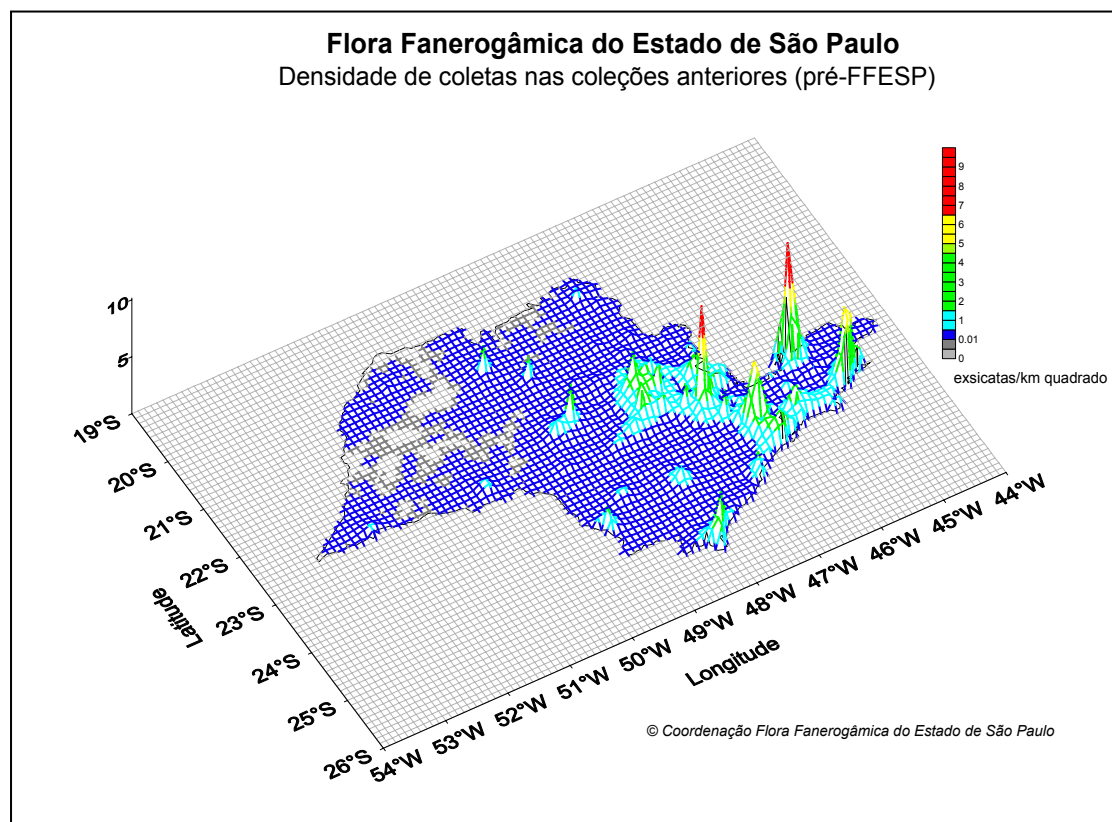 Flora Fanerogâmica do Estado de São Paulo
Densidade de coletas nas coleções anteriores (pré-FFESP)
9
8
7
6
5
4
3
2
1
0.01
0
exsicatas/km quadrado
10
5
19°S
20°S
21°S
22°S
23°S
24°S
25°S
26°S
Latitude
54°W
53°W
52°W
51°W
50°W
49°W
48°W
47°W
46°W
45°W
44°W
Longitude
© Coordenação Flora Fanerogâmica do Estado de São Paulo